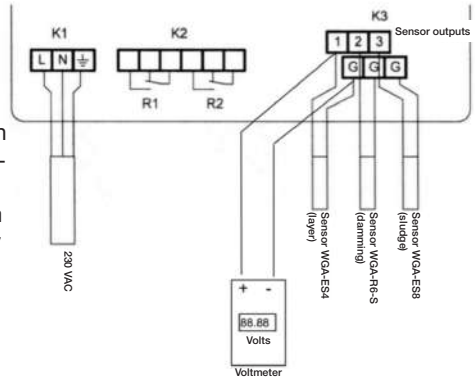 K1
K2
K3
Sensor outputs
1 2 3
L N
G G G
R1
R2
230 VAC
Sensor WGA-ES4
(layer)
Sensor WGA-R6-S
(damming)
Sensor WGA-ES8
(sludge)
+ -
88.88
Volts
Voltmeter